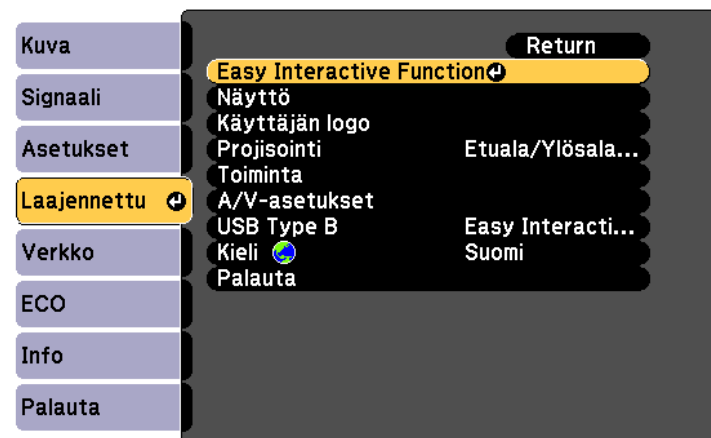 Kuva
Signaali
Asetukset
Laajennettu
Verkko
ECO
Info
Palauta
Return
Easy Interactive Function
Näyttö
Käyttäjän logo
Projisointi Etuala/Ylösala...
Toiminta
A/V-asetukset
USB Type B Easy Interacti...
Kieli Suomi
Palauta